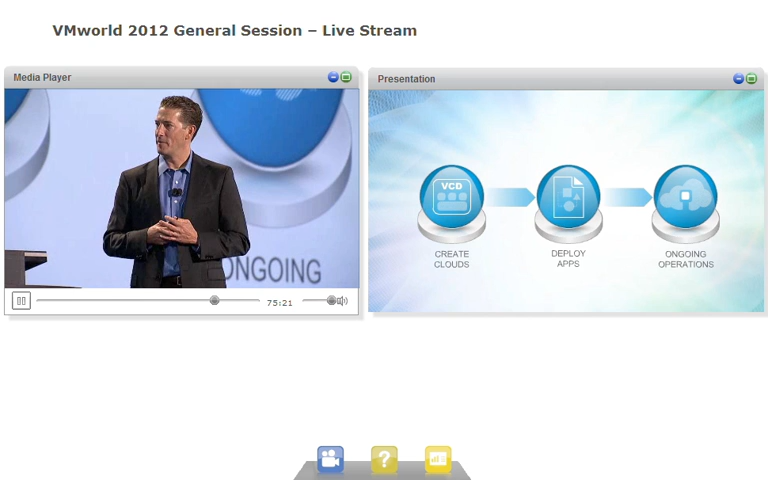 VMworld 2012 General Session – Live Stream
Media Player
Presentation
ONGOING
75:21
VCD
CREATE
CLOUDS
DEPLOY
APPS
ONGOING
OPERATIONS
?